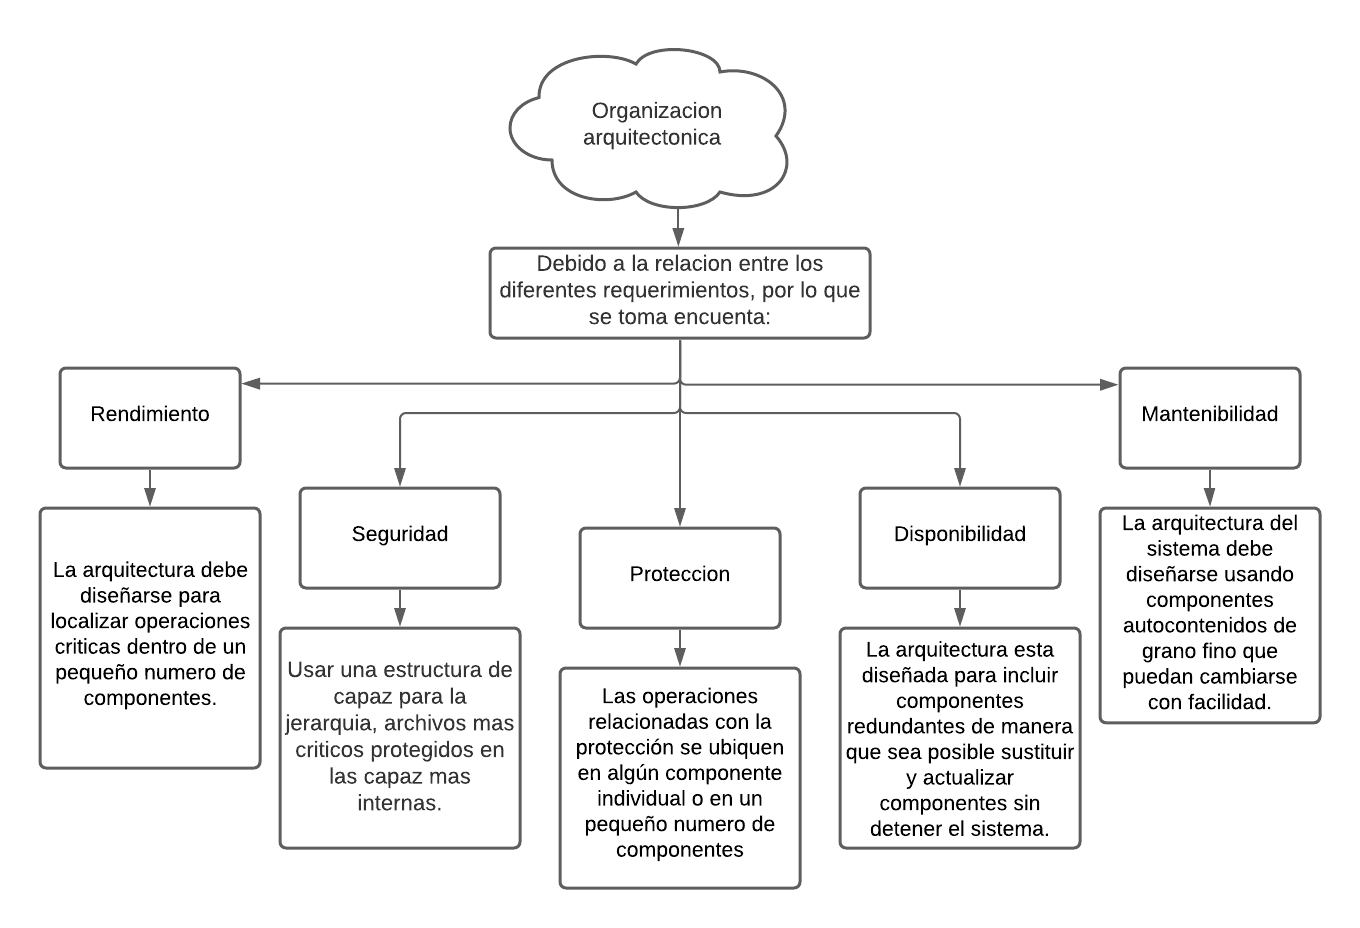 Organizacion
arquitectonica
Debido a la relacion entre los
diferentes requerimientos, por lo que
se toma encuenta:
Rendimiento
La arquitectura debe
diseñarse para
localizar operaciones
criticas dentro de un
pequeño numero de
componentes.
Seguridad
Usar una estructura de
capaz para la
jerarquia, archivos mas
criticos protegidos en
las capaz mas
internas.
Proteccion
Las operaciones
relacionadas con la
protección se ubiquen
en algún componente
individual o en un
pequeño numero de
componentes
Disponibilidad
La arquitectura esta
diseñada para incluir
componentes
redundantes de manera
que sea posible sustituir
y actualizar
componentes sin
detener el sistema.
Mantenibilidad
La arquitectura del
sistema debe
diseñarse usando
componentes
autocontenidos de
grano fino que
puedan cambiarse
con facilidad.